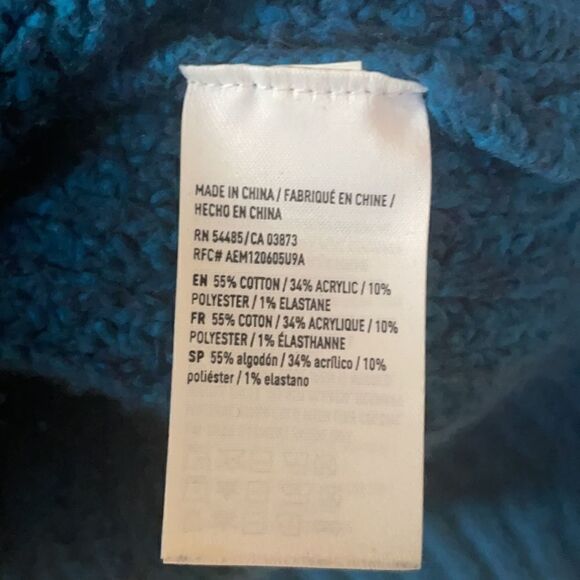 MADE IN CHINA / FABRIQUÉ EN CHINE /
HECHO EN CHINA
RN 54485/CA 03873
RFC# AEM120605U9A
EN 55% COTTON / 34% ACRYLIC / 10%
POLYESTER / 1% ELASTANE
FR 55% COTON / 34% ACRYLIQUE / 10%
POLYESTER / 1% ÉLASTHANNE
SP 55% algodón / 34% acrílico / 10%
poliéster / 1% elastano